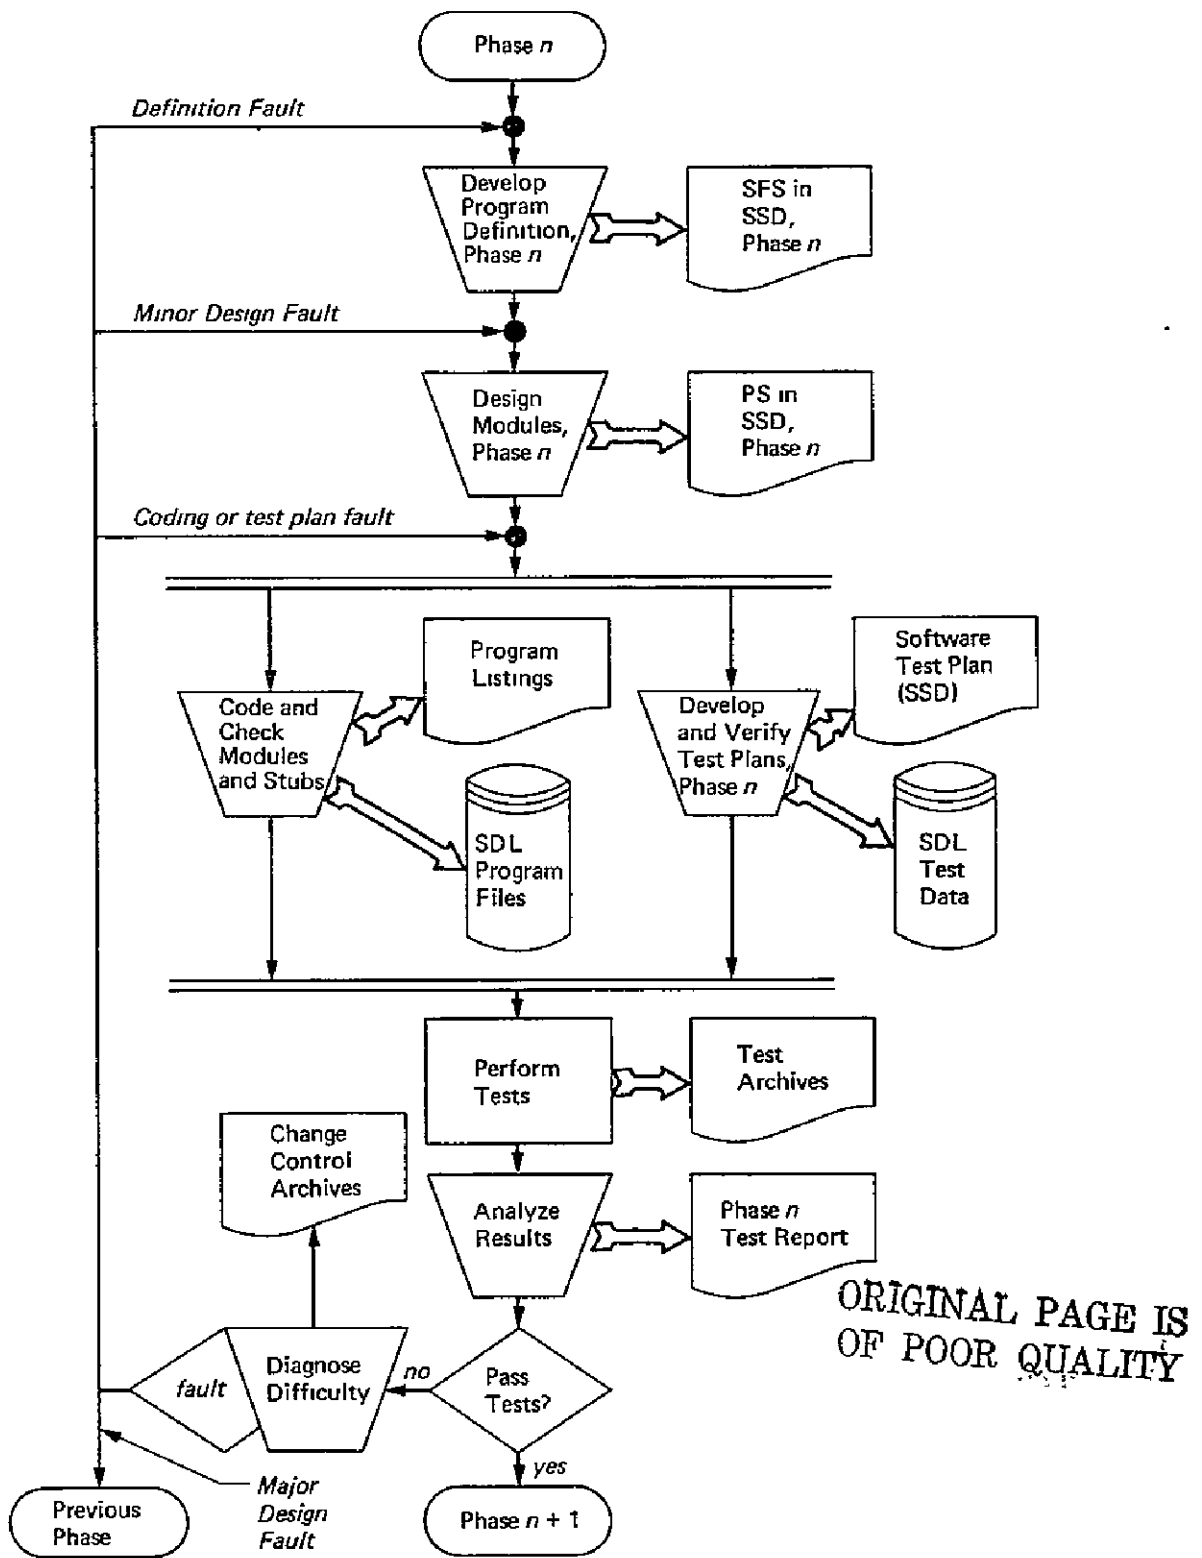 Phase n
Definition Fault
Develop
Program
Definition,
Phase n
SFS in
SSD,
Phase n
Minor Design Fault
Design
Modules,
Phase n
PS in
SSD,
Phase n
Coding or test plan fault
Program
Listings
Software
Test Plan
(SSD)
Code and
Check
Modules
and Stubs
Develop
and Verify
Test Plans,
Phase n
SDL
Program
Files
SDL
Test
Data
Perform
Tests
Test
Archives
Change
Control
Archives
Analyze
Results
Phase n
Test Report
ORIGINAL PAGE IS
OF POOR QUALITY
fault
Diagnose
Difficulty
no
Pass
Tests?
yes
Major
Design
Fault
Previous
Phase
Phase n + 1